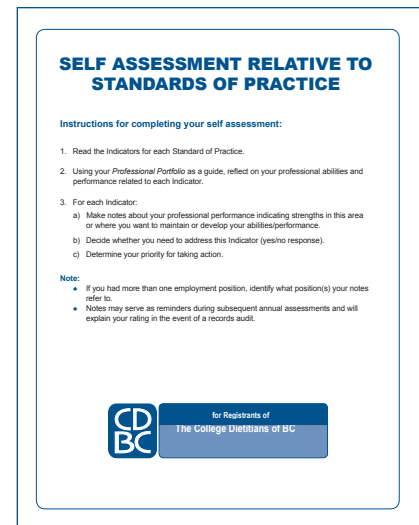 SELF ASSESSMENT RELATIVE TO
STANDARDS OF PRACTICE
Instructions for completing your self assessment:
1. Read the Indicators for each Standard of Practice.
2. Using your Professional Portfolio as a guide, reflect on your professional abilities and
performance related to each Indicator.
3. For each Indicator:
a) Make notes about your professional performance indicating strengths in this area
or where you want to maintain or develop your abilities/performance.
b) Decide whether you need to address this Indicator (yes/no response).
c) Determine your priority for taking action.
Note:
● If you had more than one employment position, identify what position(s) your notes
refer to.
● Notes may serve as reminders during subsequent annual assessments and will
explain your rating in the event of a records audit.
CD
BC
for Registrants of
The College Dietitians of BC